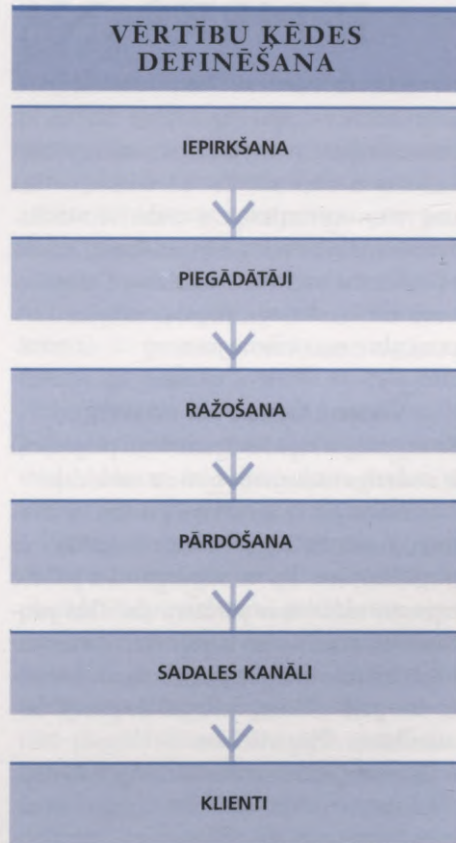 VĒRTĪBU ĶĒDES
DEFINĒŠANA
IEPIRKŠANA
PIEGĀDĀTĀJI
RAŽOŠANA
PĀRDOŠANA
SADALES KANĀLI
KLIENTI